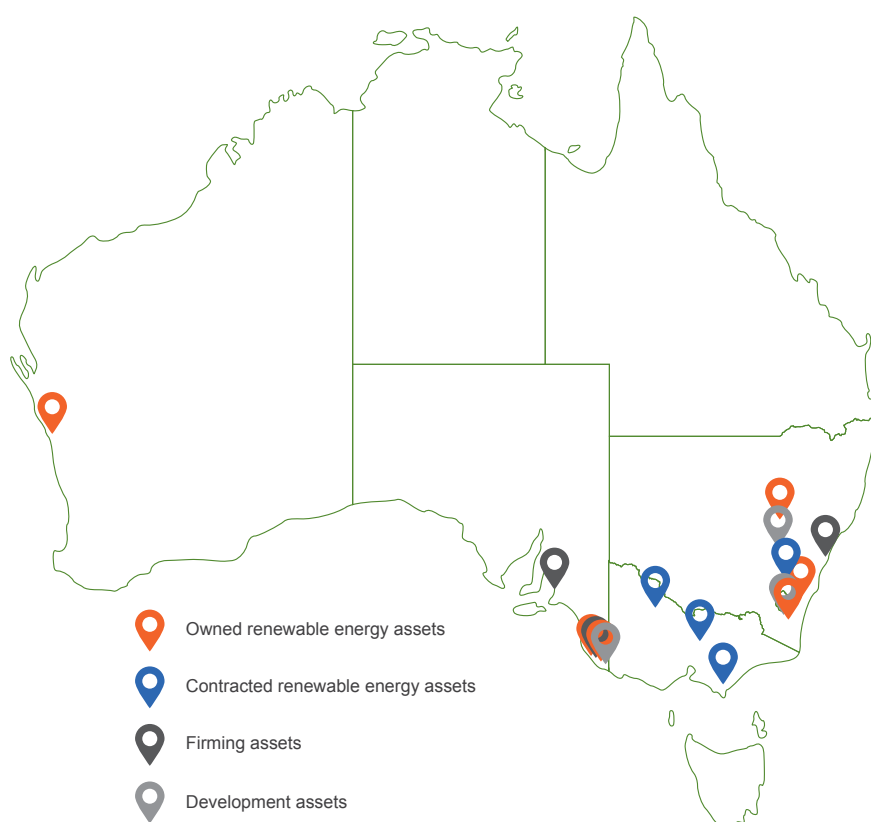 Owned renewable energy assets
Contracted renewable energy assets
Firming assets
Development assets